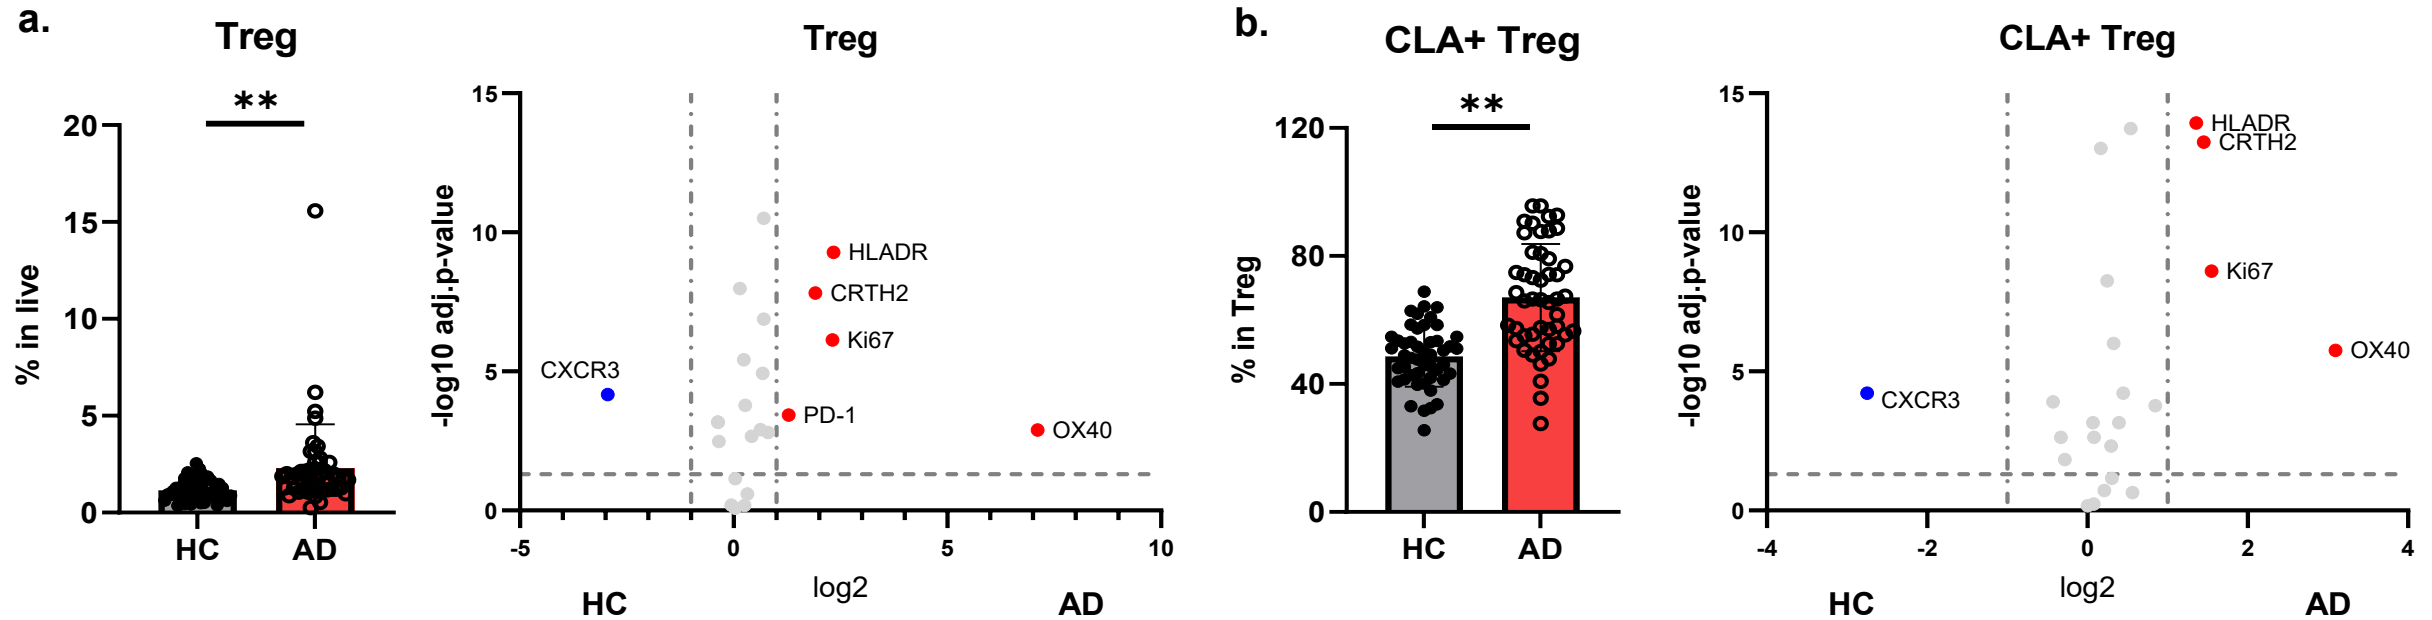 a.
Treg
**
% in live
20
15
10
5
0
HC
AD
Treg
-log10 adj.p-value
15
10
5
0
HLADR
CRTH2
Ki67
CXCR3
PD-1
OX40
-5
0
5
10
log2
HC
AD
b.
CLA+ Treg
**
% in Treg
120
80
40
0
HC
AD
CLA+ Treg
-log10 adj.p-value
15
10
5
0
HLADR
CRTH2
Ki67
OX40
CXCR3
-4
-2
0
2
4
log2
HC
AD